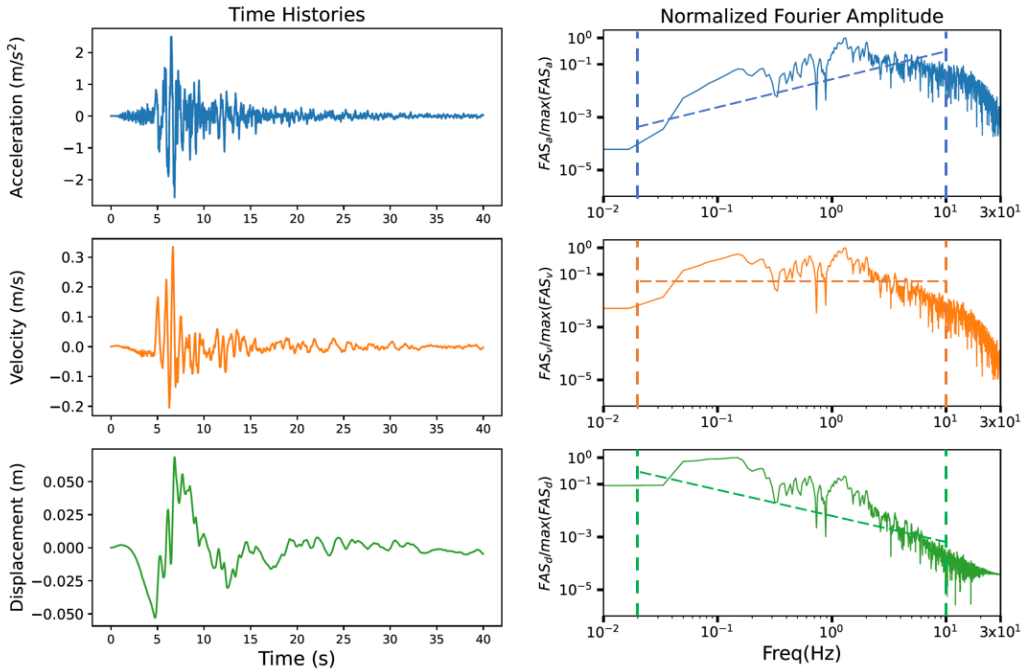 Time Histories
Acceleration (m/s²)
2
1
0
−1
−2
0 5 10 15 20 25 30 35 40
Velocity (m/s)
0.3
0.2
0.1
0.0
−0.1
−0.2
0 5 10 15 20 25 30 35 40
Displacement (m)
0.050
0.025
0.000
−0.025
−0.050
0 5 10 15 20 25 30 35 40
Time (s)
Normalized Fourier Amplitude
FASₐ/max(FASₐ)
10⁰
10⁻¹
10⁻³
10⁻⁵
10⁻² 10⁻¹ 10⁰ 10¹ 3x10¹
FASᵥ/max(FASᵥ)
10⁰
10⁻¹
10⁻³
10⁻⁵
10⁻² 10⁻¹ 10⁰ 10¹ 3x10¹
FAS_d/max(FAS_d)
10⁰
10⁻¹
10⁻³
10⁻⁵
10⁻² 10⁻¹ 10⁰ 10¹ 3x10¹
Freq(Hz)